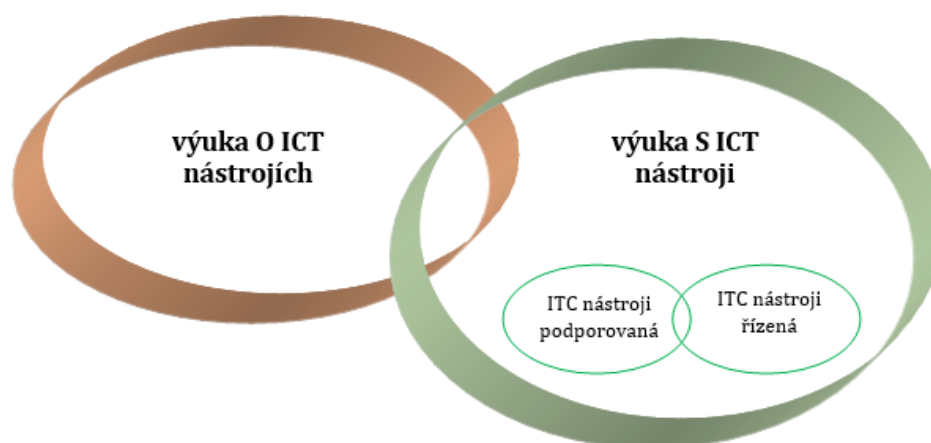 výuka O ICT
nástrojích
výuka S ICT
nástroji
ITC nástroji
podporovaná
ITC nástroji
řízená